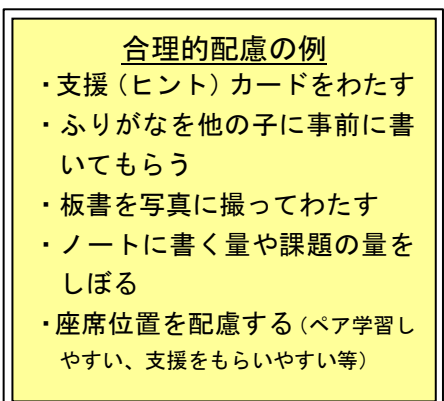 合理的配慮の例
・支援（ヒント）カードをわたす
・ふりがなを他の子に事前に書
いてもらう
・板書を写真に撮ってわたす
・ノートに書く量や課題の量を
しぼる
・座席位置を配慮する（ペア学習し
やすい、支援をもらいやすい等）